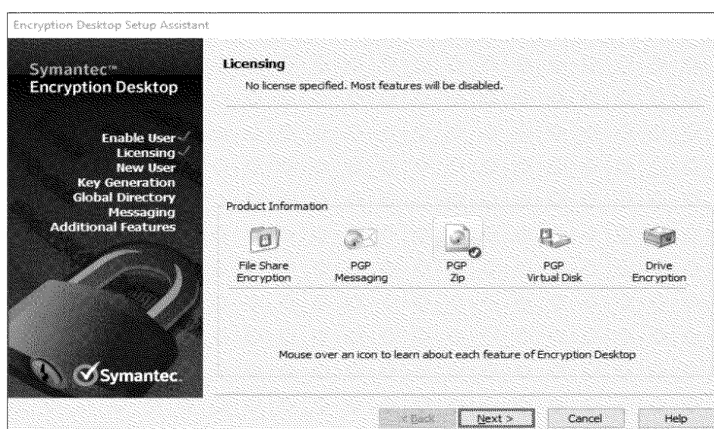 Encryption Desktop Setup Assistant
Symantec™
Encryption Desktop
Enable User
Licensing
New User
Key Generation
Global Directory
Messaging
Additional Features
Symantec.
Licensing
No license specified. Most features will be disabled.
Product Information
File Share
Encryption
PGP
Messaging
PGP
Zip
PGP
Virtual Disk
Drive
Encryption
Mouse over an icon to learn about each feature of Encryption Desktop
< Back
Next >
Cancel
Help